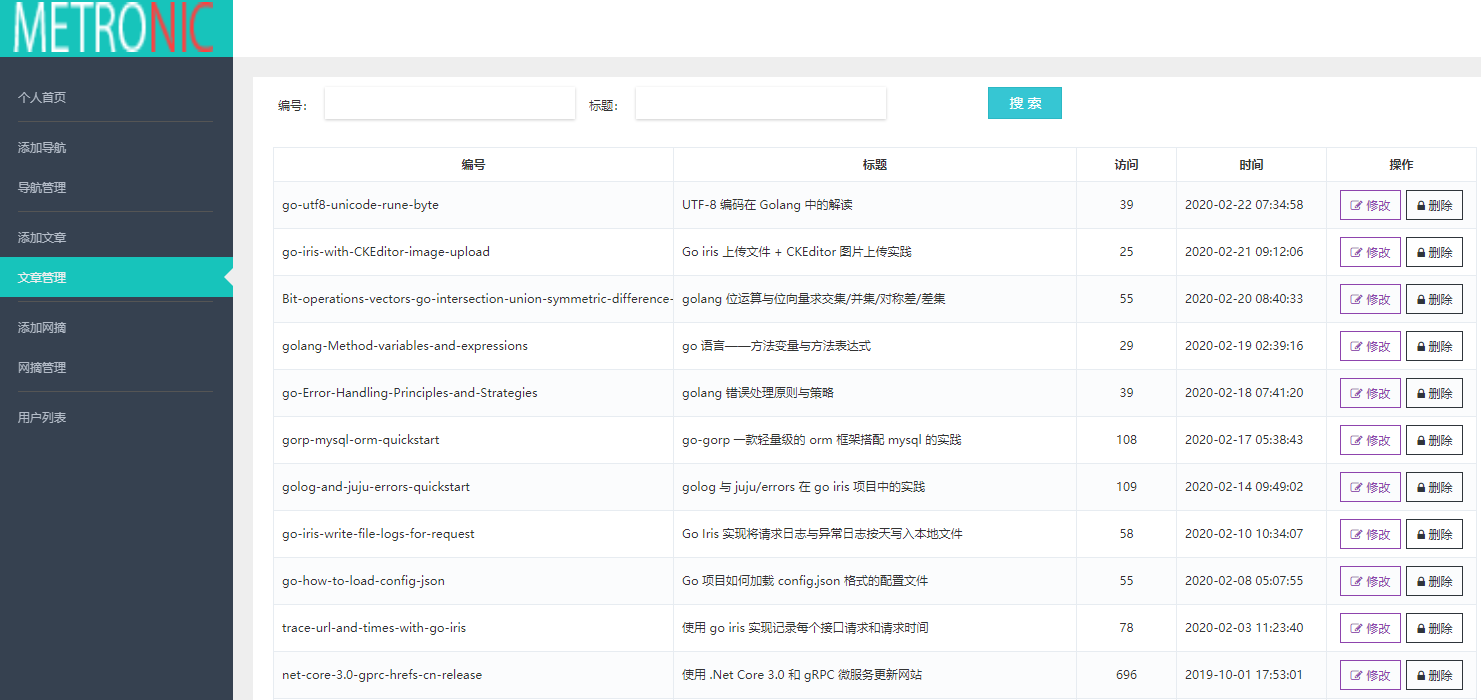 METRONIC
个人首页
添加导航
导航管理
添加文章
文章管理
添加网摘
网摘管理
用户列表
编号： 标题： 搜 索
编号 标题 访问 时间 操作
go-utf8-unicode-rune-byte UTF-8 编码在 Golang 中的解读 39 2020-02-22 07:34:58 修改 删除
go-iris-with-CKEditor-image-upload Go iris 上传文件 + CKEditor 图片上传实践 25 2020-02-21 09:12:06 修改 删除
Bit-operations-vectors-go-intersection-union-symmetric-difference- golang 位运算与位向量求交集/并集/对称差/差集 55 2020-02-20 08:40:33 修改 删除
golang-Method-variables-and-expressions go 语言——方法变量与方法表达式 29 2020-02-19 02:39:16 修改 删除
go-Error-Handling-Principles-and-Strategies golang 错误处理原则与策略 39 2020-02-18 07:41:20 修改 删除
gorp-mysql-orm-quickstart go-gorp 一款轻量级的 orm 框架搭配 mysql 的实践 108 2020-02-17 05:38:43 修改 删除
golog-and-juju-errors-quickstart golog 与 juju/errors 在 go iris 项目中的实践 109 2020-02-14 09:49:02 修改 删除
go-iris-write-file-logs-for-request Go Iris 实现将请求日志与异常日志按天写入本地文件 58 2020-02-10 10:34:07 修改 删除
go-how-to-load-config-json Go 项目如何加载 config.json 格式的配置文件 55 2020-02-08 05:07:55 修改 删除
trace-url-and-times-with-go-iris 使用 go iris 实现记录每个接口请求和请求时间 78 2020-02-03 11:23:40 修改 删除
net-core-3.0-gprc-hrefs-cn-release 使用 .Net Core 3.0 和 gRPC 微服务更新网站 696 2019-10-01 17:53:01 修改 删除